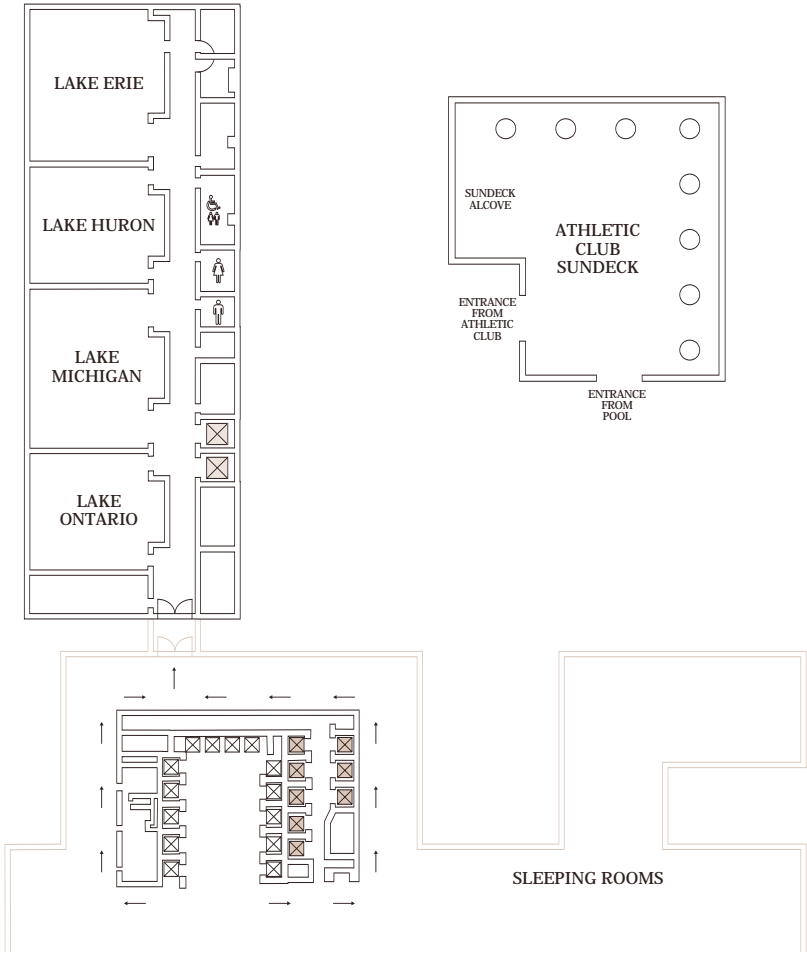 LAKE ERIE
LAKE HURON
LAKE
MICHIGAN
LAKE
ONTARIO
SUNDECK
ALCOVE
ATHLETIC
CLUB
SUNDECK
ENTRANCE
FROM
ATHLETIC
CLUB
ENTRANCE
FROM
POOL
SLEEPING ROOMS